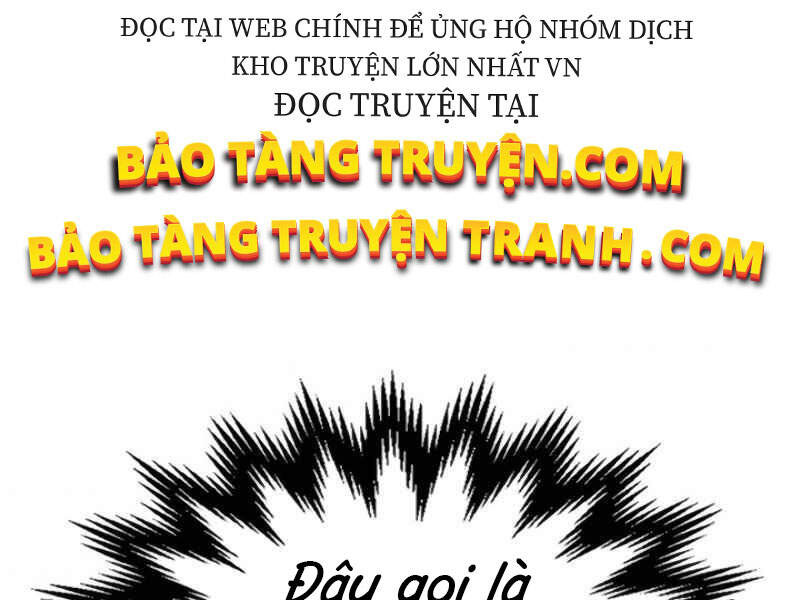 ĐỌC TẠI WEB CHÍNH ĐỂ ỦNG HỘ NHÓM DỊCH
KHO TRUYỆN LỚN NHẤT VN
ĐỌC TRUYỆN TẠI
BẢO TÀNG TRUYỆN.COM
BẢO TÀNG TRUYỆN TRANH.COM
Đâu gọi là